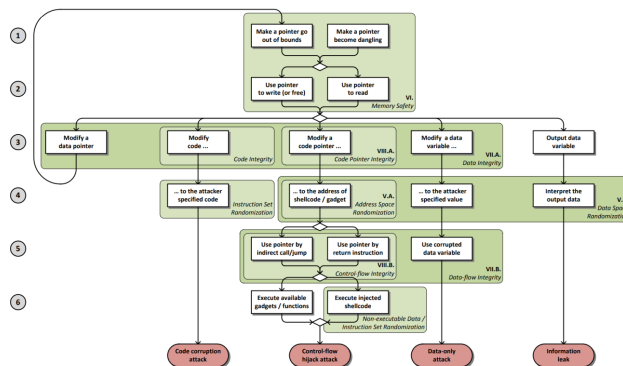 1
Make a pointer go
out of bounds
Make a pointer
become dangling
2
Use pointer
to write (or free)
Use pointer
to read
VI.
Memory Safety
3
Modify a
data pointer
Modify
code ...
Code Integrity
Modify a
code pointer ...
VIII.A.
Code Pointer Integrity
Modify a data
variable ...
VII.A.
Data Integrity
Output data
variable
4
... to the attacker
specified code
Instruction Set
Randomization
... to the address of
shellcode / gadget
V.A.
Address Space
Randomization
... to the attacker
specified value
Interpret the
output data
Data Space
Randomization
5
Use pointer by
indirect call/jump
Use pointer by
return instruction
VIII.B.
Control-flow Integrity
Use corrupted
data variable
VII.B.
Data-flow Integrity
6
Execute available
gadgets / functions
Execute injected
shellcode
Non-executable Data /
Instruction Set Randomization
Code corruption
attack
Control-flow
hijack attack
Data-only
attack
Information
leak